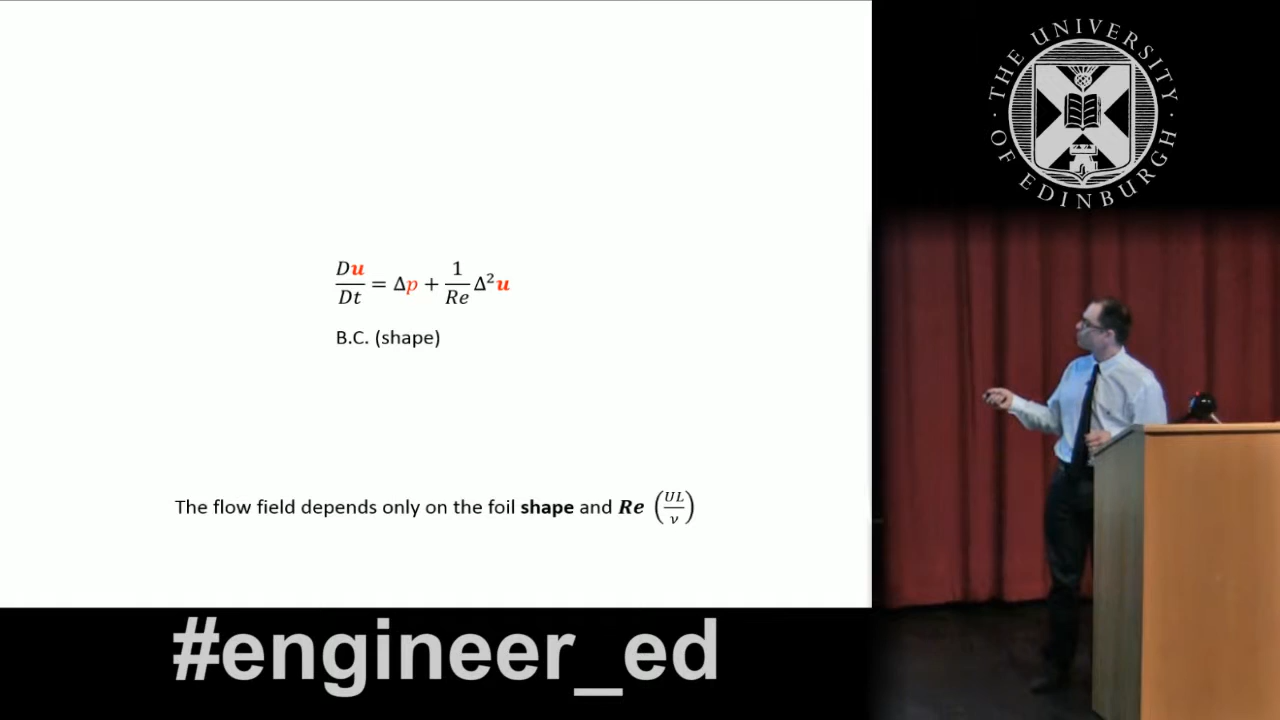 THE UNIVERSITY OF EDINBURGH
Du/Dt = Δp + 1/Re Δ²u
B.C. (shape)
The flow field depends only on the foil shape and Re (UL/ν)
#engineer_ed